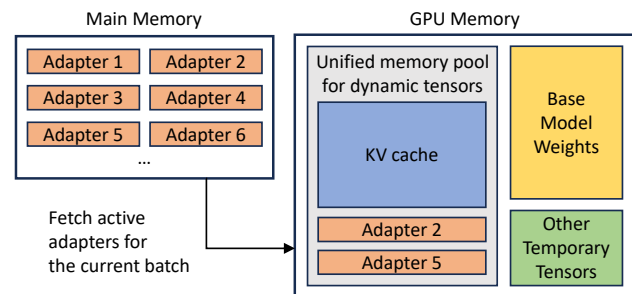 Main Memory
Adapter 1
Adapter 2
Adapter 3
Adapter 4
Adapter 5
Adapter 6
...
Fetch active
adapters for
the current batch
GPU Memory
Unified memory pool
for dynamic tensors
KV cache
Adapter 2
Adapter 5
Base
Model
Weights
Other
Temporary
Tensors